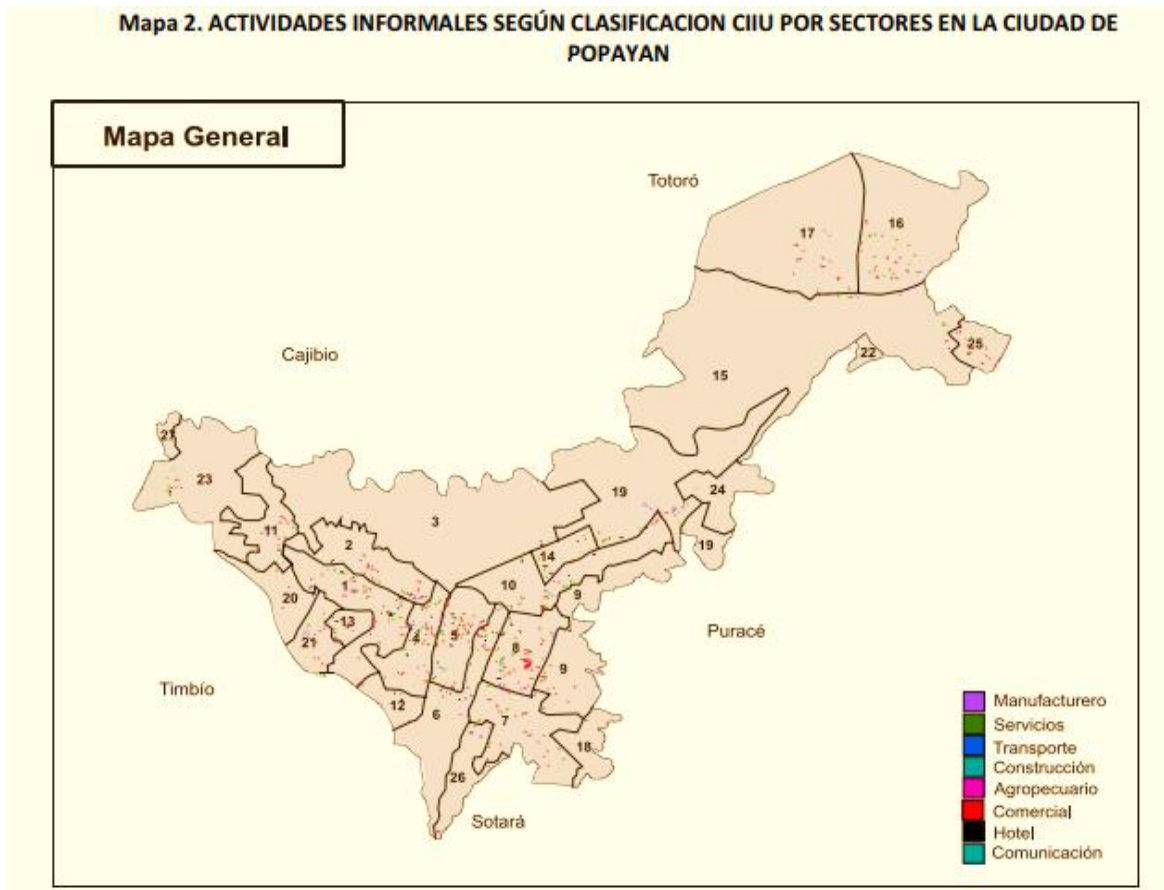 Mapa 2. ACTIVIDADES INFORMALES SEGÚN CLASIFICACION CIIU POR SECTORES EN LA CIUDAD DE
POPAYAN
Mapa General
Totoró
17
16
Cajibio
25
22
15
27
23
19
24
3
11
2
14
19
10
20
1
9
13
4
5
21
8
Puracé
9
Timbío
12
6
7
18
26
Sotará
Manufacturero
Servicios
Transporte
Construcción
Agropecuario
Comercial
Hotel
Comunicación